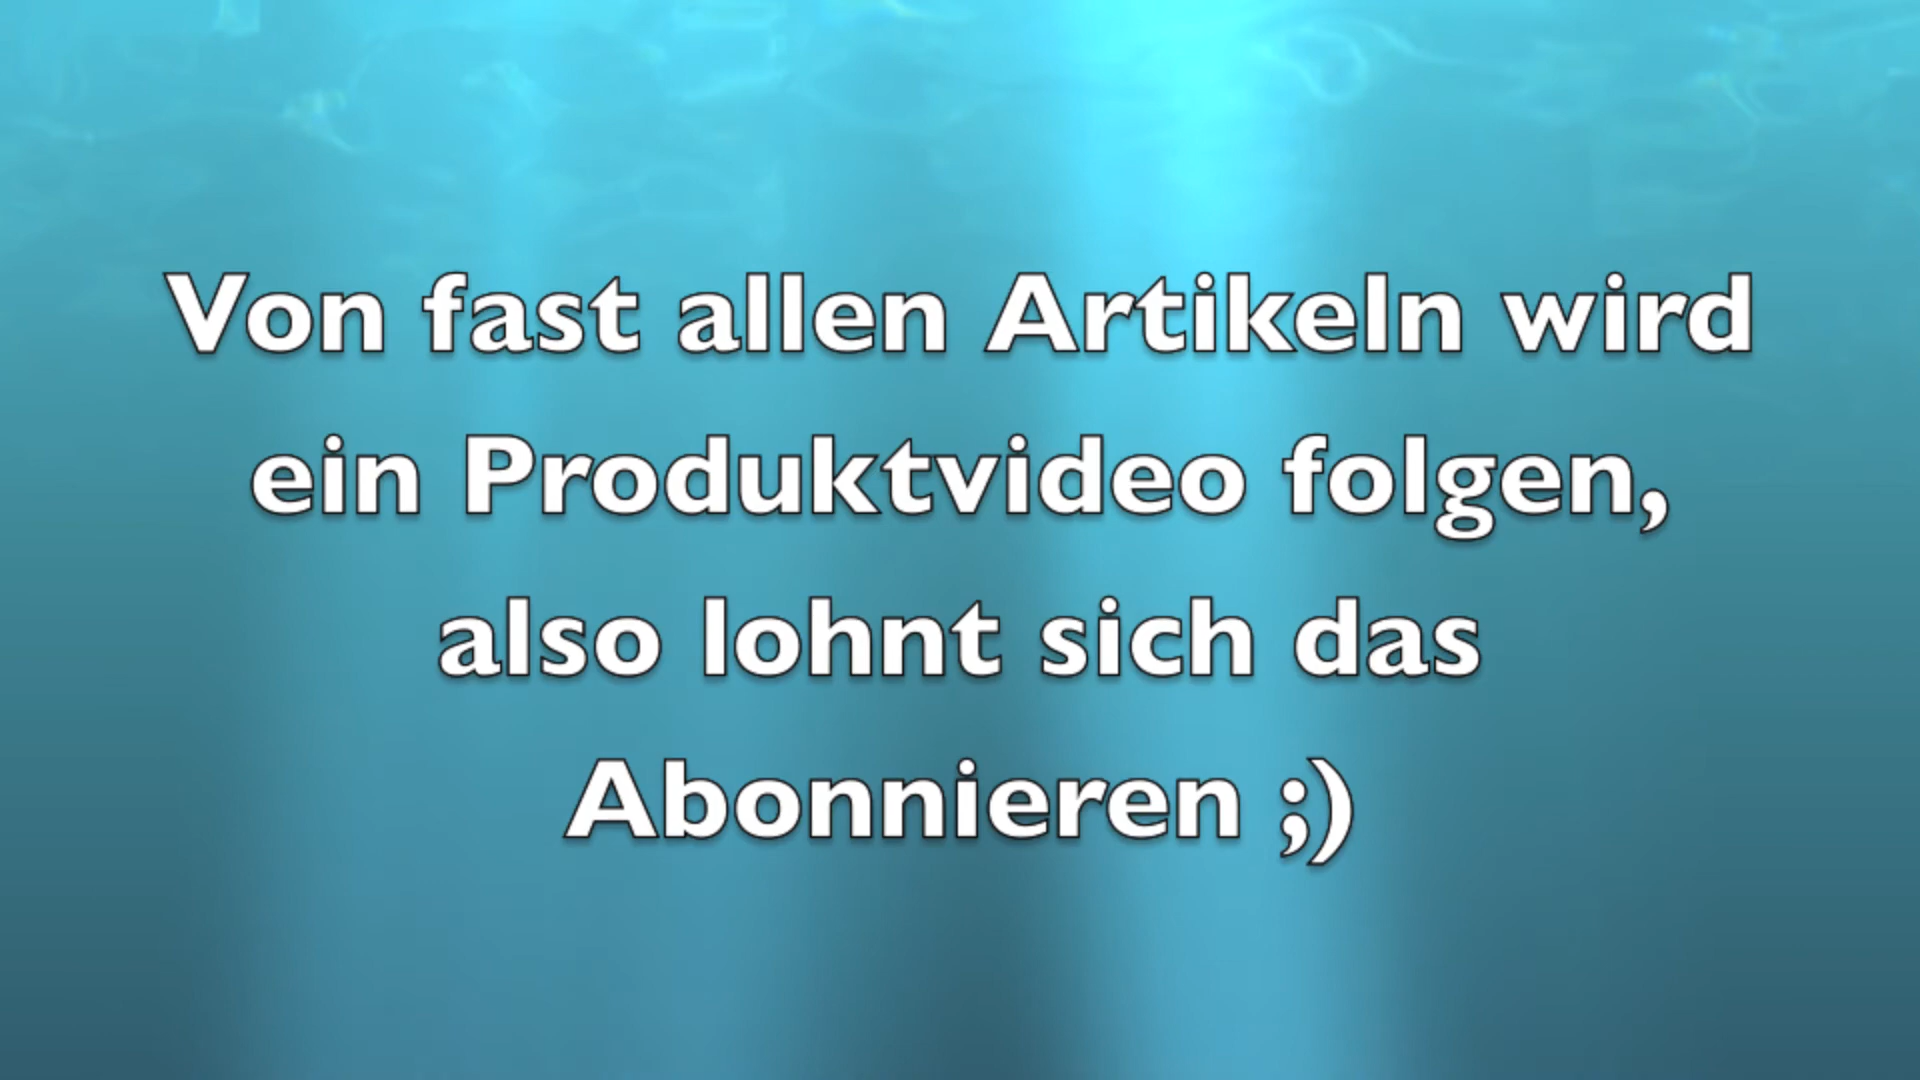 Von fast allen Artikeln wird
ein Produktvideo folgen,
also lohnt sich das
Abonnieren ;)